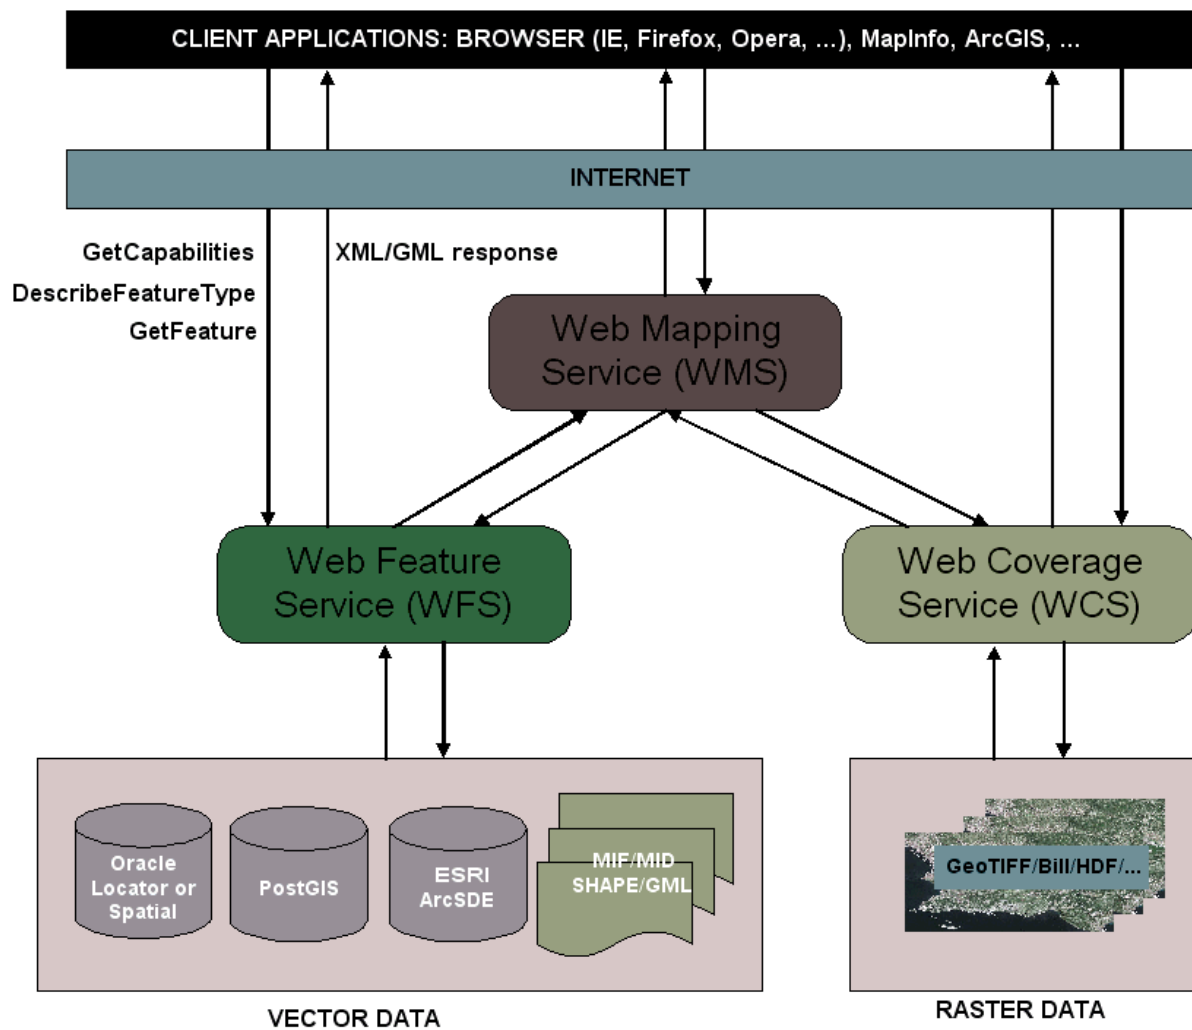 CLIENT APPLICATIONS: BROWSER (IE, Firefox, Opera, ...), MapInfo, ArcGIS, ...
INTERNET
GetCapabilities
XML/GML response
DescribeFeatureType
GetFeature
Web Mapping
Service (WMS)
Web Feature
Service (WFS)
Web Coverage
Service (WCS)
Oracle
Locator or
Spatial
PostGIS
ESRI
ArcSDE
MIF/MID
SHAPE/GML
GeoTIFF/Bill/HDF/...
VECTOR DATA
RASTER DATA